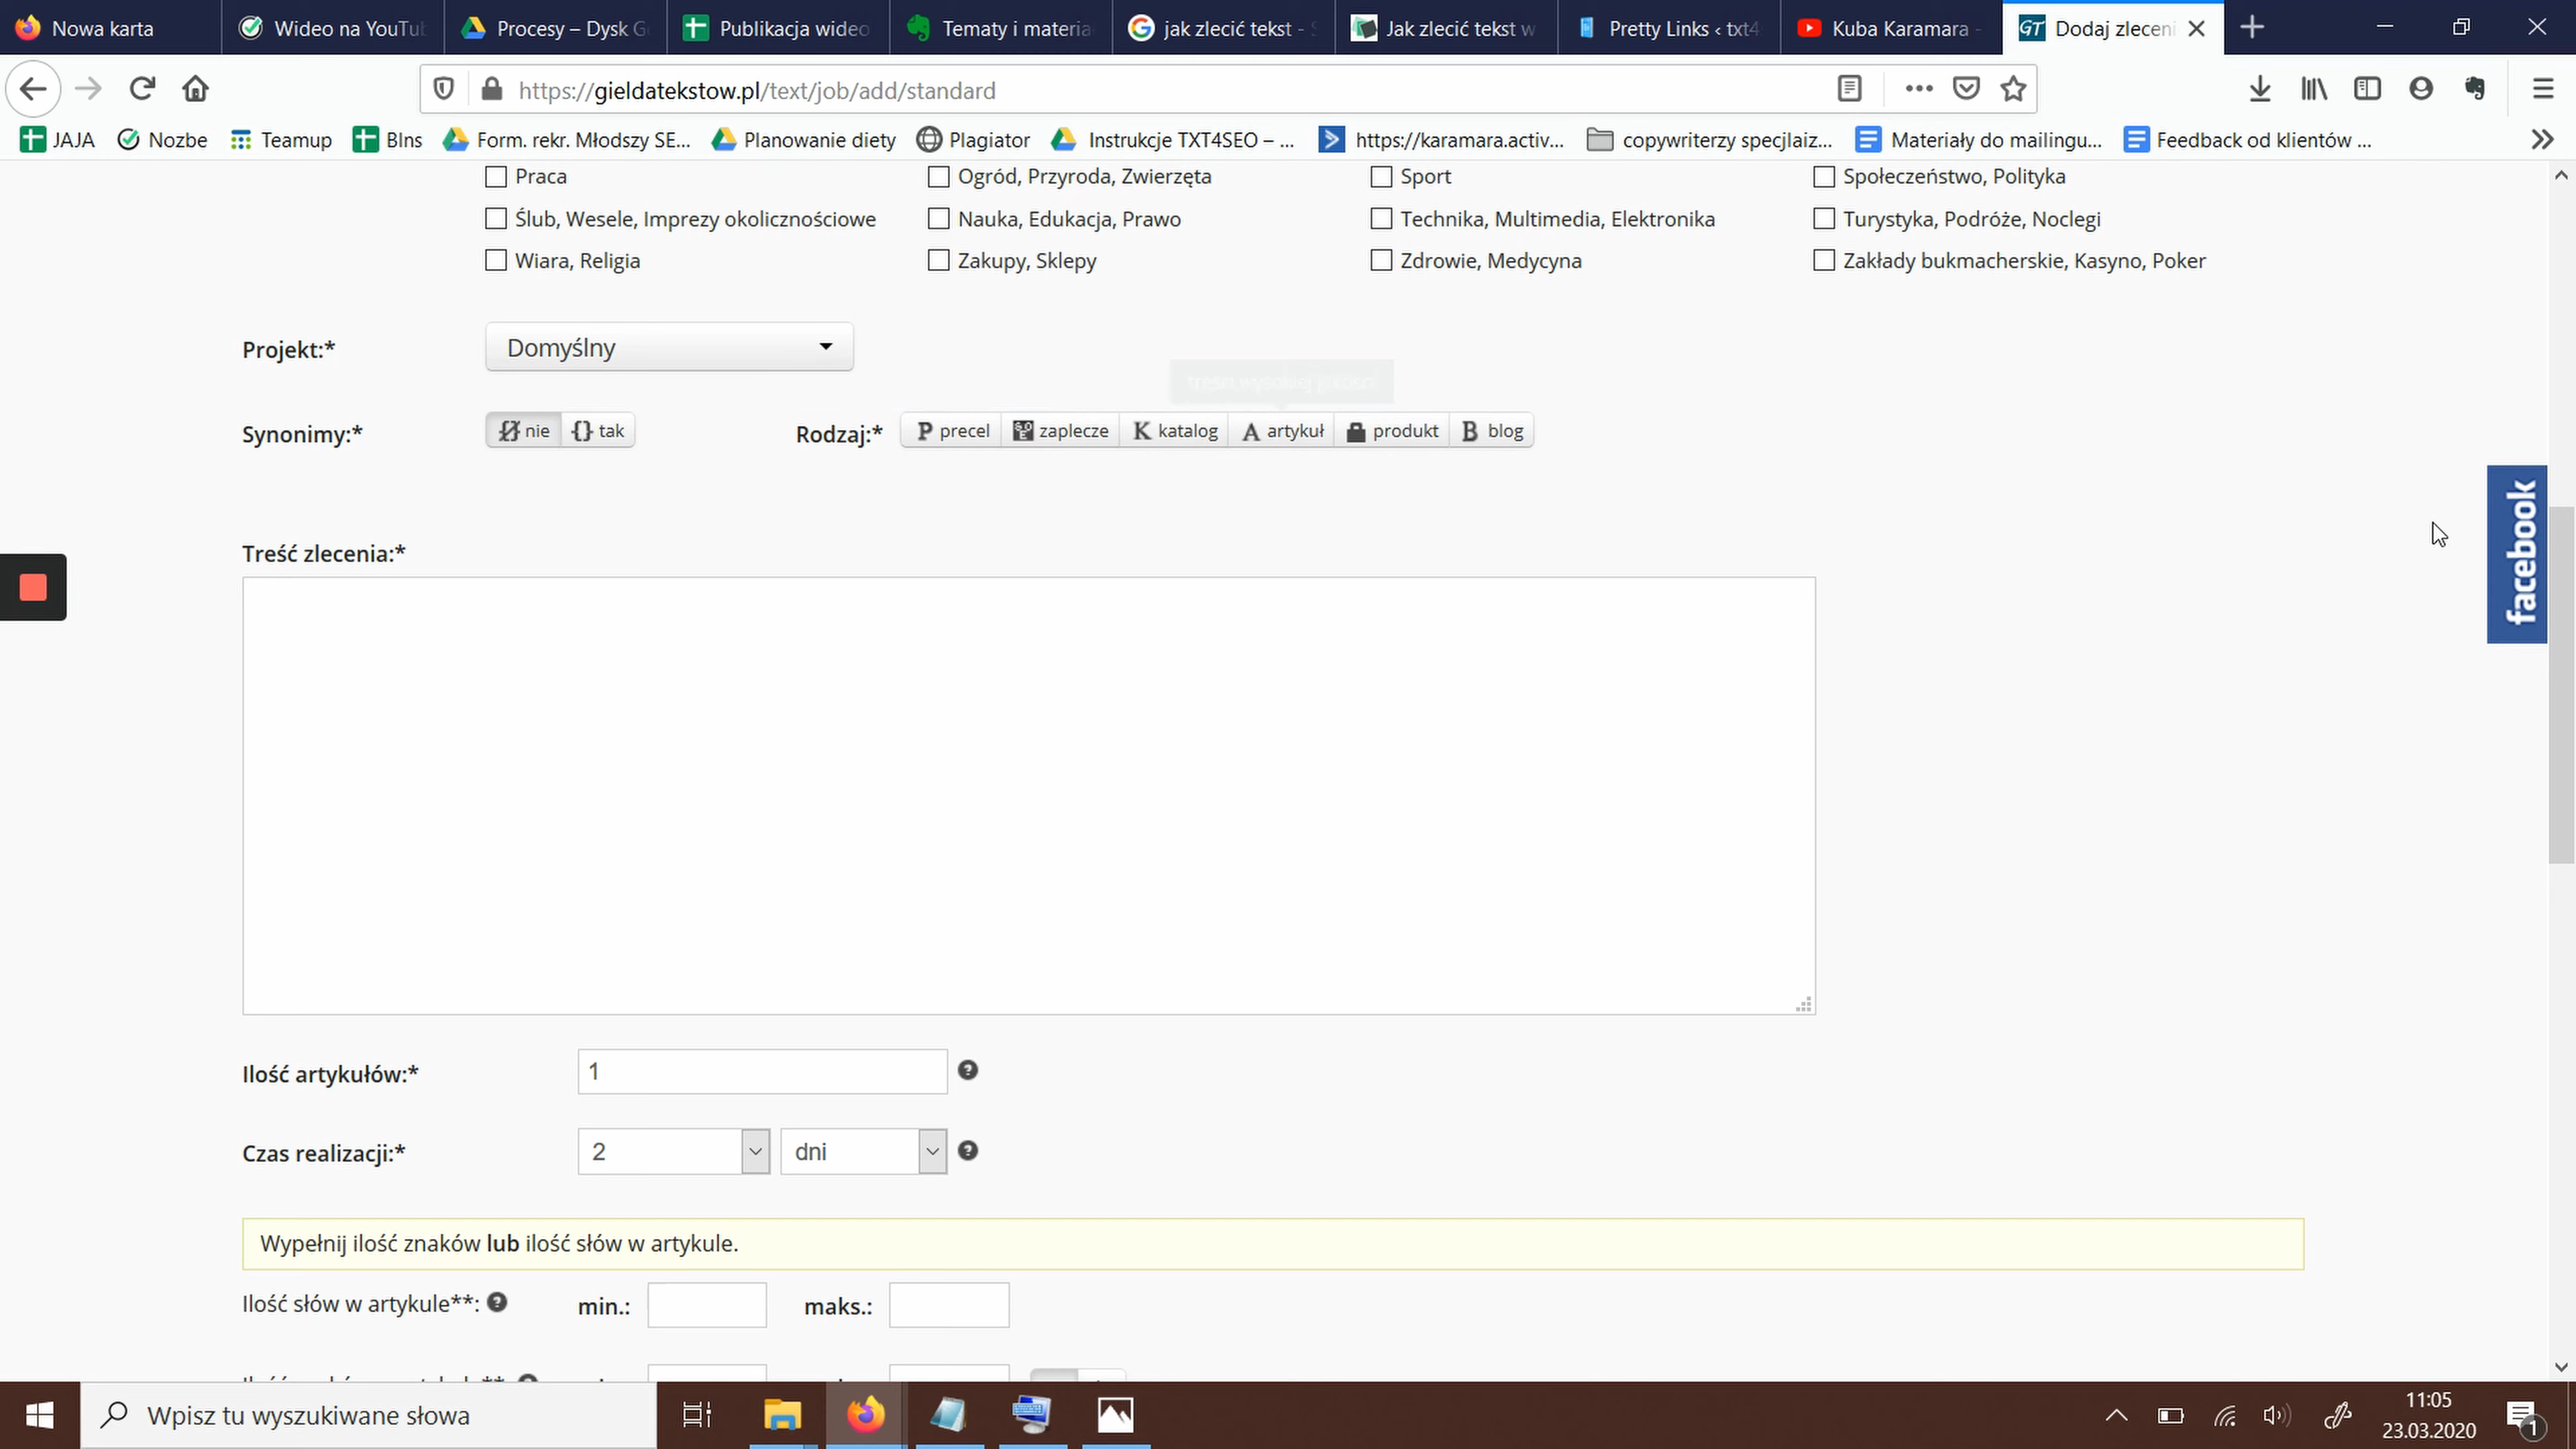 Nowa karta Wideo na YouTub Procesy – Dysk G Publikacja wideo Tematy i materia jak zlecić tekst - Jak zlecić tekst w Pretty Links ‹ txt4 Kuba Karamara - GT Dodaj zleceni
https://gieldatekstow.pl/text/job/add/standard
JAJA Nozbe Teamup BIns Form. rekr. Młodszy SE... Planowanie diety Plagiator Instrukcje TXT4SEO – ... https://karamara.activ... copywriterzy specjlaiz... Materiały do mailingu... Feedback od klientów ...
Praca Ogród, Przyroda, Zwierzęta Sport Społeczeństwo, Polityka
Ślub, Wesele, Imprezy okolicznościowe Nauka, Edukacja, Prawo Technika, Multimedia, Elektronika Turystyka, Podróże, Noclegi
Wiara, Religia Zakupy, Sklepy Zdrowie, Medycyna Zakłady bukmacherskie, Kasyno, Poker
Projekt:* Domyślny
Synonimy:* {} nie {} tak Rodzaj:* P precel zaplecze K katalog A artykuł produkt B blog
facebook
Treść zlecenia:*
Ilość artykułów:* 1
Czas realizacji:* 2 dni
Wypełnij ilość znaków lub ilość słów w artykule.
Ilość słów w artykule**: min.: maks.:
Wpisz tu wyszukiwane słowa
11:05
23.03.2020
1